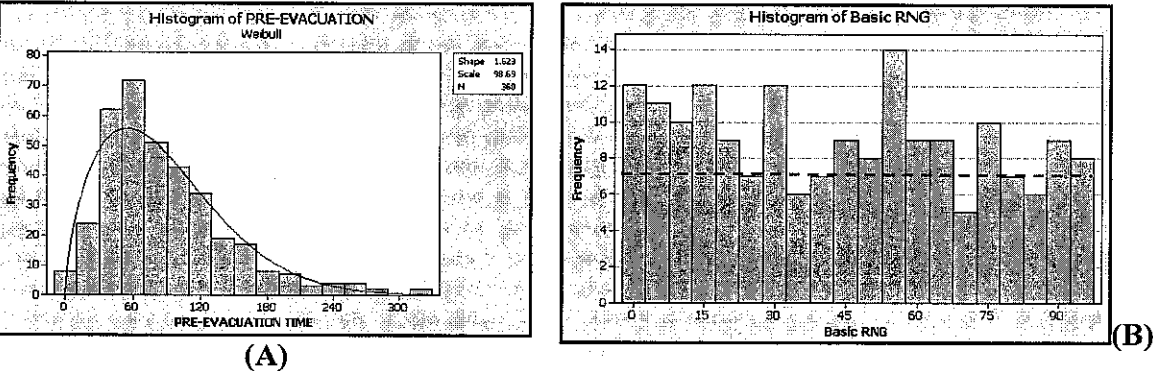 Histogram of PRE-EVACUATION
Weibull
80
70
60
50
40
30
20
10
0
Frequency
0 60 120 180 240 300
PRE-EVACUATION TIME
Shape 1.623
Scale 98.69
N 360
(A)
Histogram of Basic RNG
14
12
10
8
6
4
2
0
Frequency
0 15 30 45 60 75 90
Basic RNG
(B)